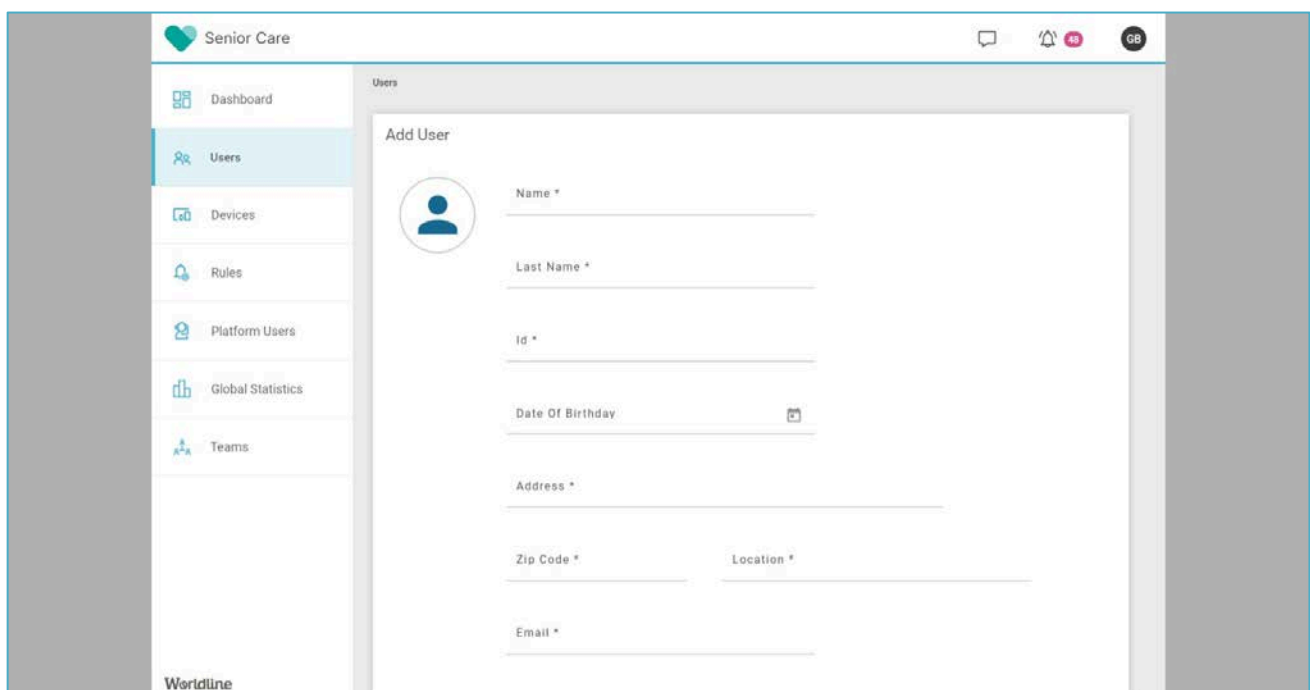 Senior Care
48
GB
Dashboard
Users
Devices
Rules
Platform Users
Global Statistics
Teams
Worldline
Users
Add User
Name *
Last Name *
Id *
Date Of Birthday
Address *
Zip Code * Location *
Email *